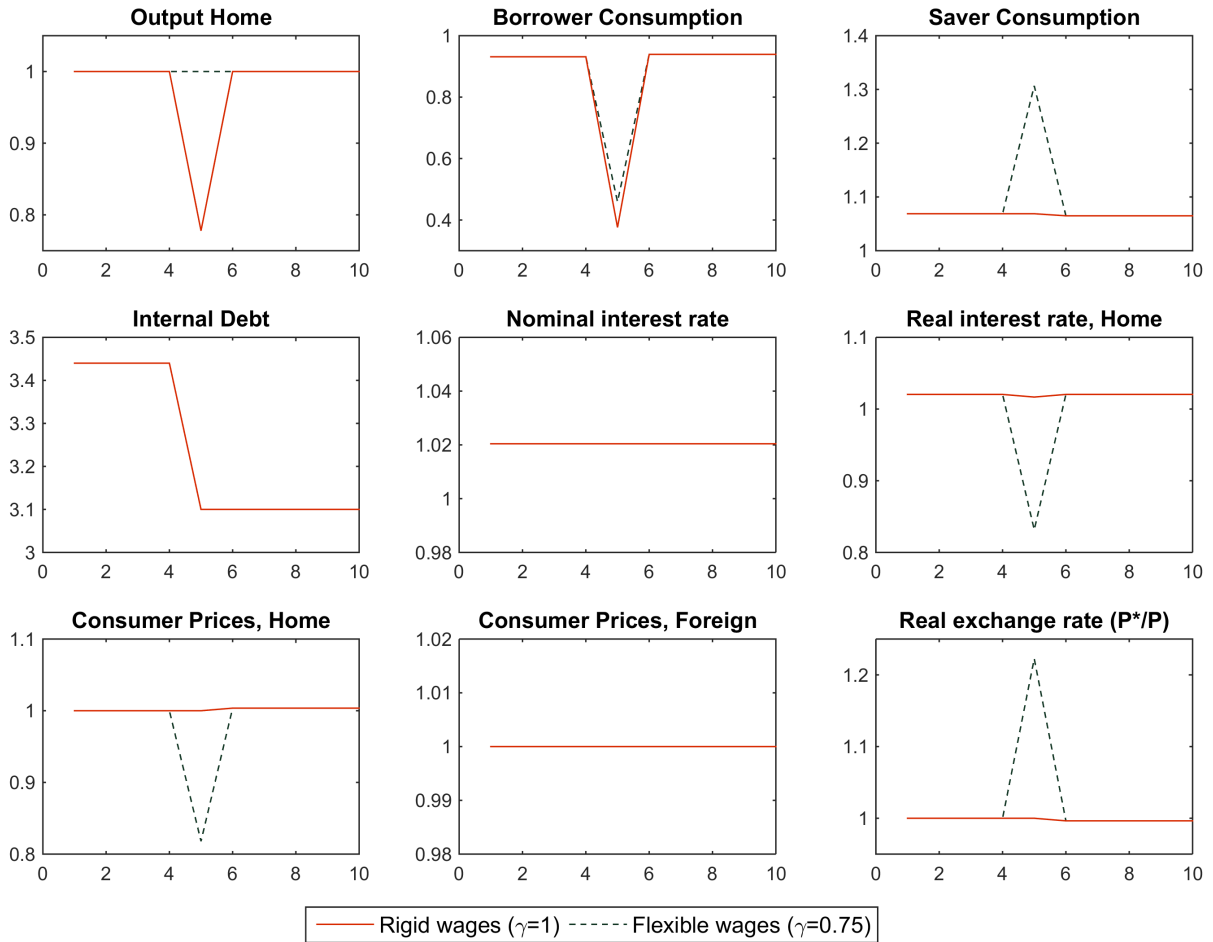 Output Home
1
0.9
0.8
0 2 4 6 8 10
Borrower Consumption
1
0.8
0.6
0.4
0 2 4 6 8 10
Saver Consumption
1.4
1.3
1.2
1.1
1
0 2 4 6 8 10
Internal Debt
3.5
3.4
3.3
3.2
3.1
3
0 2 4 6 8 10
Nominal interest rate
1.06
1.04
1.02
1
0.98
0 2 4 6 8 10
Real interest rate, Home
1.1
1
0.9
0.8
0 2 4 6 8 10
Consumer Prices, Home
1.1
1
0.9
0.8
0 2 4 6 8 10
Consumer Prices, Foreign
1.02
1.01
1
0.99
0.98
0 2 4 6 8 10
Real exchange rate (P*/P)
1.2
1.1
1
0 2 4 6 8 10
Rigid wages (γ=1) Flexible wages (γ=0.75)